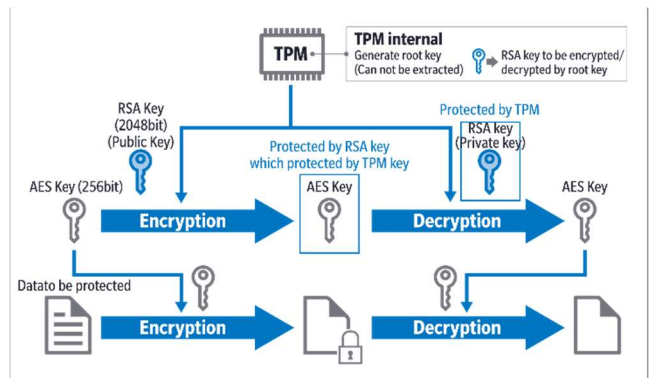 TPM
TPM internal
Generate root key
(Can not be extracted)
RSA key to be encrypted/
decrypted by root key
RSA Key
(2048bit)
(Public Key)
Protected by RSA key
which protected by TPM key
Protected by TPM
RSA key
(Private key)
AES Key (256bit)
AES Key
AES Key
Encryption
Decryption
Datato be protected
Encryption
Decryption